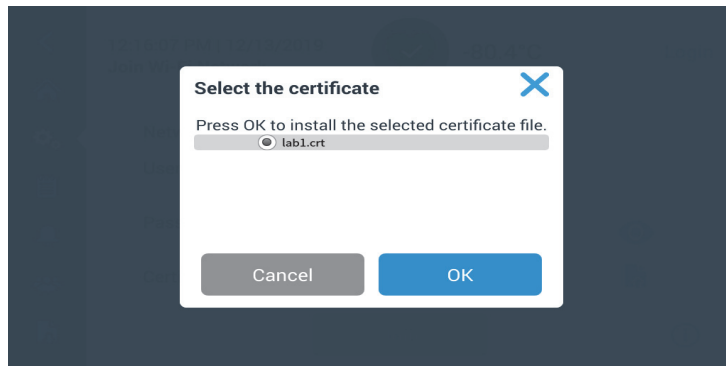 Select the certificate
Press OK to install the selected certificate file.
lab1.crt
Cancel
OK